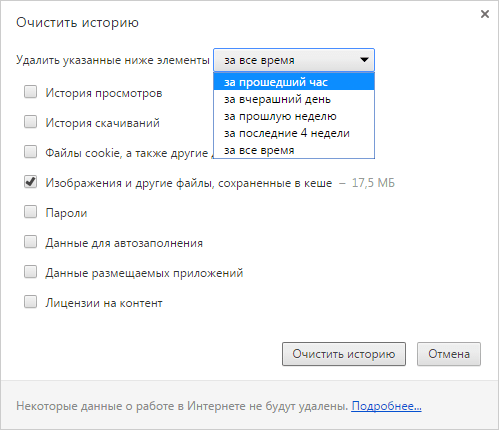 Очистить историю
Удалить указанные ниже элементы за все время
за прошедший час
за вчерашний день
за прошлую неделю
за последние 4 недели
за все время
История просмотров
История скачиваний
Файлы cookie, а также другие
Изображения и другие файлы, сохраненные в кеше – 17,5 МБ
Пароли
Данные для автозаполнения
Данные размещаемых приложений
Лицензии на контент
Очистить историю Отмена
Некоторые данные о работе в Интернете не будут удалены. Подробнее...